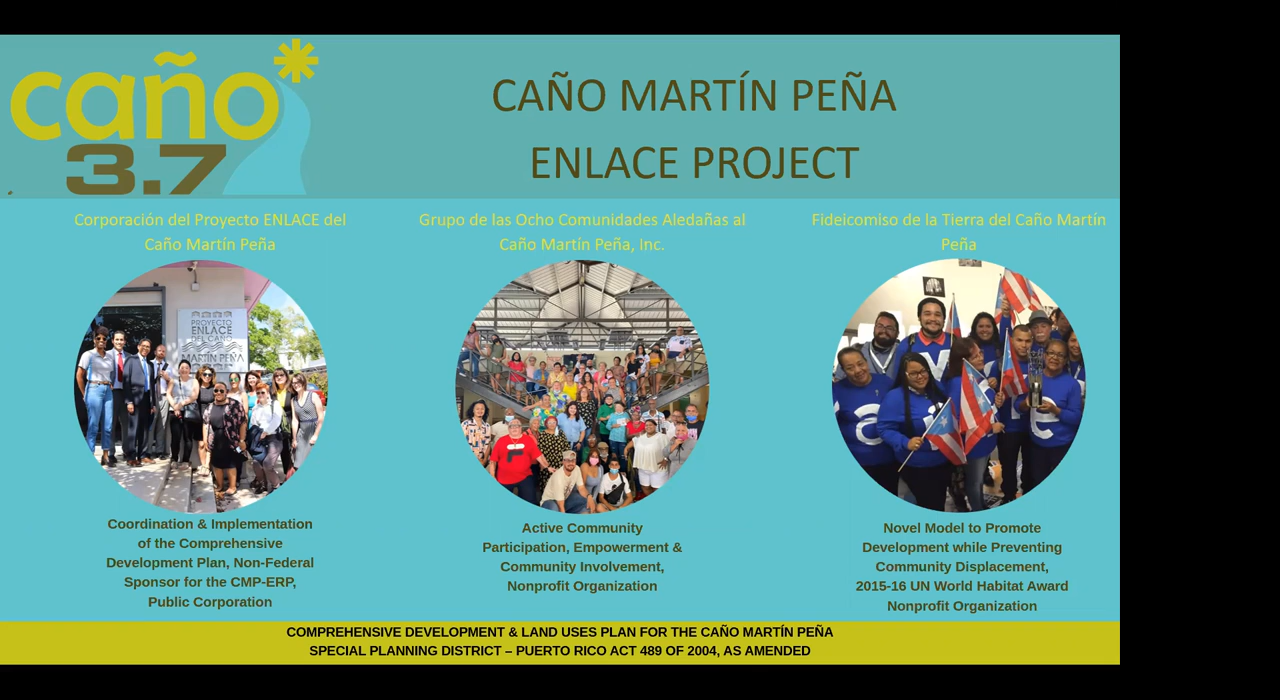 caño*
3.7
CAÑO MARTÍN PEÑA
ENLACE PROJECT
Corporación del Proyecto ENLACE del
Caño Martín Peña
PROYECTO
ENLACE
DEL CAÑO
MARTÍN PEÑA
Coordination & Implementation
of the Comprehensive
Development Plan, Non-Federal
Sponsor for the CMP-ERP,
Public Corporation
Grupo de las Ocho Comunidades Aledañas al
Caño Martín Peña, Inc.
Active Community
Participation, Empowerment &
Community Involvement,
Nonprofit Organization
Fideicomiso de la Tierra del Caño Martín
Peña
Novel Model to Promote
Development while Preventing
Community Displacement,
2015-16 UN World Habitat Award
Nonprofit Organization
COMPREHENSIVE DEVELOPMENT & LAND USES PLAN FOR THE CAÑO MARTÍN PEÑA
SPECIAL PLANNING DISTRICT – PUERTO RICO ACT 489 OF 2004, AS AMENDED